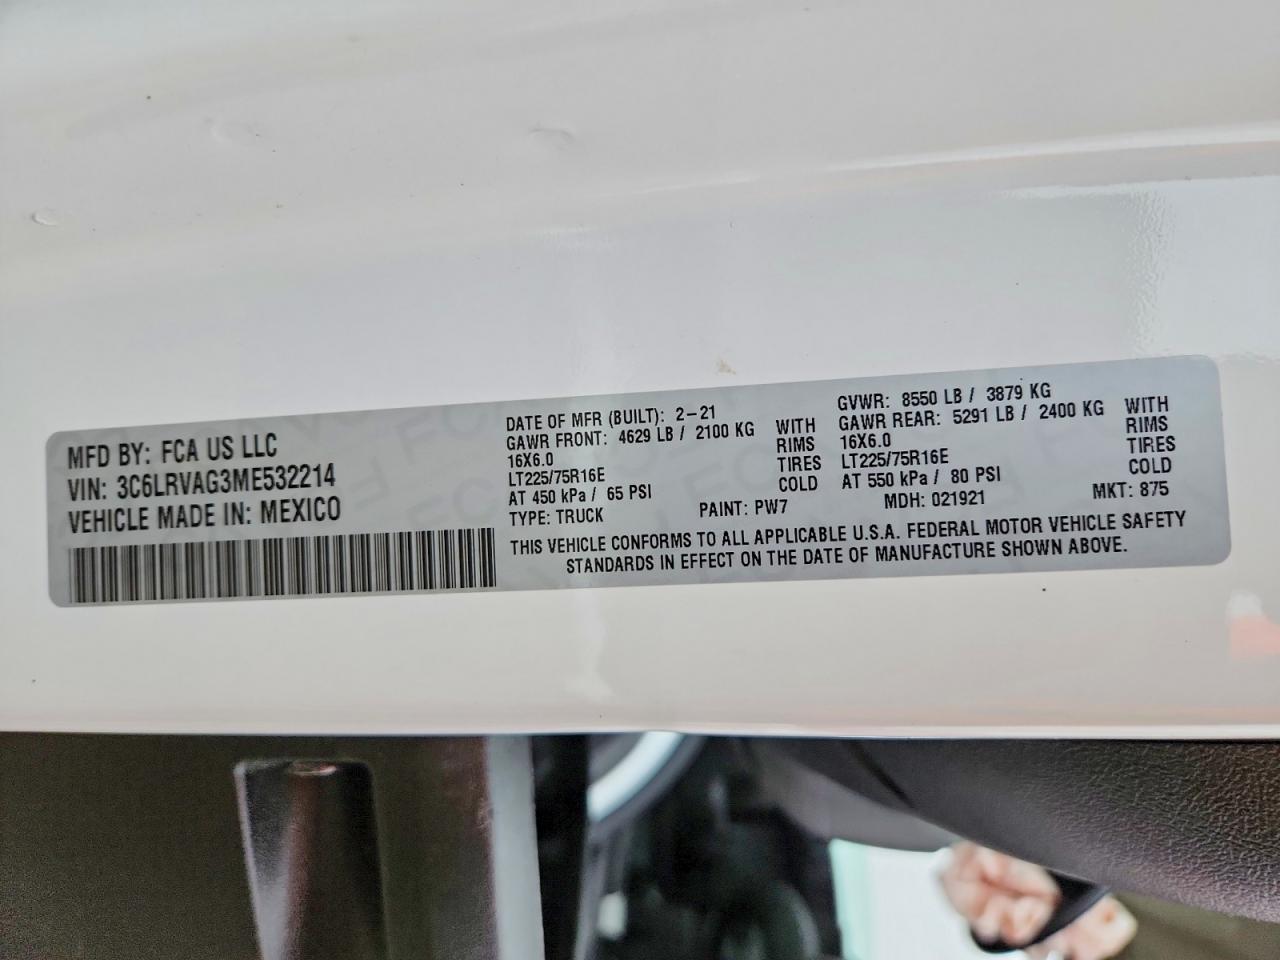 MFD BY: FCA US LLC
VIN: 3C6LRVAG3ME532214
VEHICLE MADE IN: MEXICO
DATE OF MFR (BUILT): 2-21
GAWR FRONT: 4629 LB / 2100 KG WITH
16X6.0 RIMS
LT225/75R16E TIRES
AT 450 kPa / 65 PSI COLD
TYPE: TRUCK PAINT: PW7
GVWR: 8550 LB / 3879 KG
GAWR REAR: 5291 LB / 2400 KG WITH
16X6.0 RIMS
LT225/75R16E TIRES
AT 550 kPa / 80 PSI COLD
MDH: 021921 MKT: 875
THIS VEHICLE CONFORMS TO ALL APPLICABLE U.S.A. FEDERAL MOTOR VEHICLE SAFETY
STANDARDS IN EFFECT ON THE DATE OF MANUFACTURE SHOWN ABOVE.